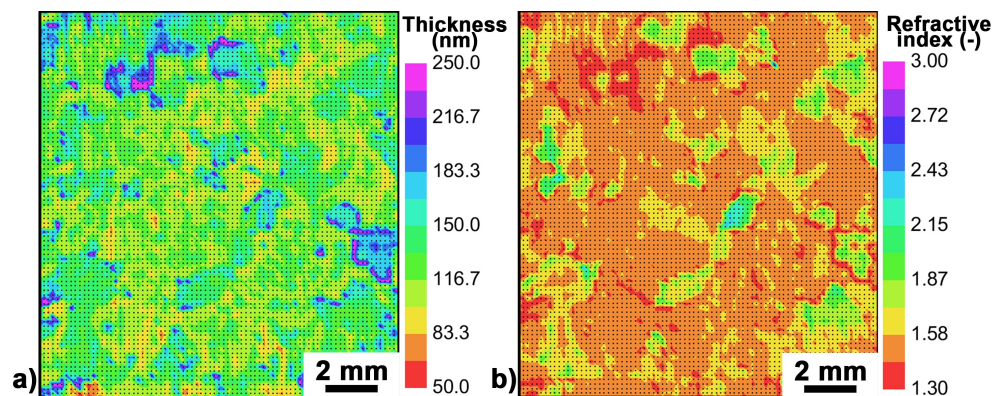 Thickness
(nm)
250.0
216.7
183.3
150.0
116.7
83.3
50.0
2 mm
a)
Refractive
index (-)
3.00
2.72
2.43
2.15
1.87
1.58
1.30
2 mm
b)